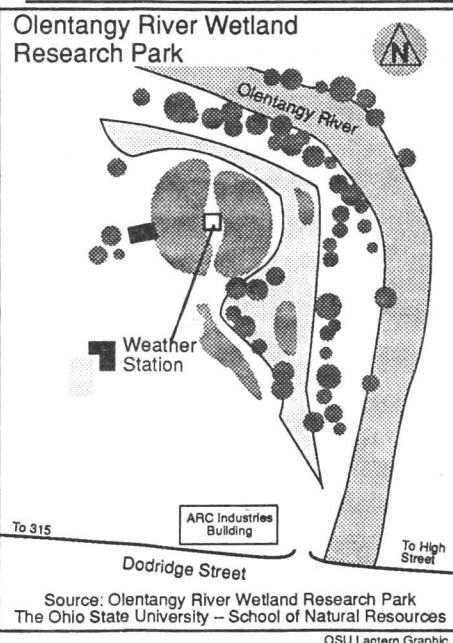 Olentangy River Wetland
Research Park
N
Olentangy River
Weather
Station
ARC Industries
Building
To 315
To High
Street
Dodridge Street
Source: Olentangy River Wetland Research Park
The Ohio State University – School of Natural Resources
OSU Lantern Graphic